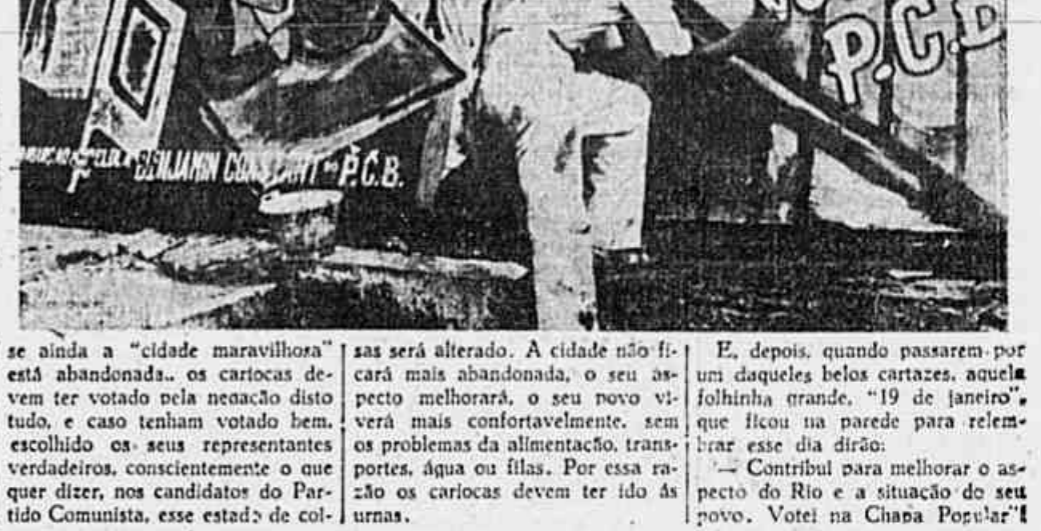 P.C.B
BENJAMIN CONSTANT P.C.B.
se ainda a "cidade maravilhosa"
está abandonada.. os cariocas de-
vem ter votado pela negação disto
tudo, e caso tenham votado bem,
escolhido os seus representantes
verdadeiros, conscientemente o que
quer dizer, nos candidatos do Par-
tido Comunista, esse estado de coi-
sas será alterado. A cidade não fi-
cará mais abandonada, o seu as-
pecto melhorará, o seu povo vi-
verá mais confortavelmente, sem
os problemas da alimentação, trans-
portes, água ou filas. Por essa ra-
zão os cariocas devem ter ido ás
urnas.
E, depois, quando passarem por
um daqueles belos cartazes, aquela
folhinha grande, "19 de janeiro",
que ficou na parede para relem-
brar esse dia dirão:
— Contribui para melhorar o as-
pecto do Rio e a situação do seu
povo. Votei na Chapa Popular"!